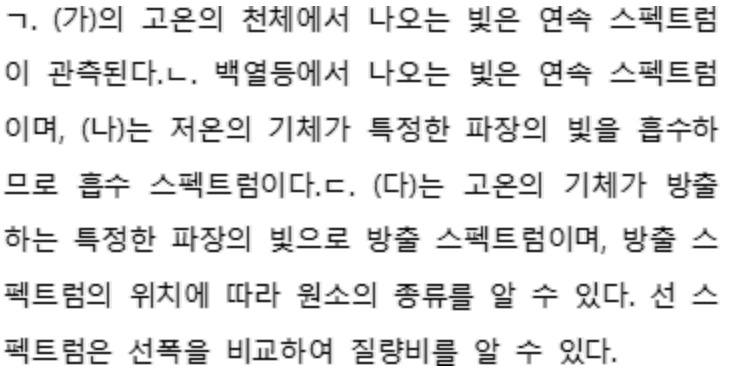 ㄱ. (가)의 고온의 천체에서 나오는 빛은 연속 스펙트럼
이 관측된다.ㄴ. 백열등에서 나오는 빛은 연속 스펙트럼
이며, (나)는 저온의 기체가 특정한 파장의 빛을 흡수하
므로 흡수 스펙트럼이다.ㄷ. (다)는 고온의 기체가 방출
하는 특정한 파장의 빛으로 방출 스펙트럼이며, 방출 스
펙트럼의 위치에 따라 원소의 종류를 알 수 있다. 선 스
펙트럼은 선폭을 비교하여 질량비를 알 수 있다.